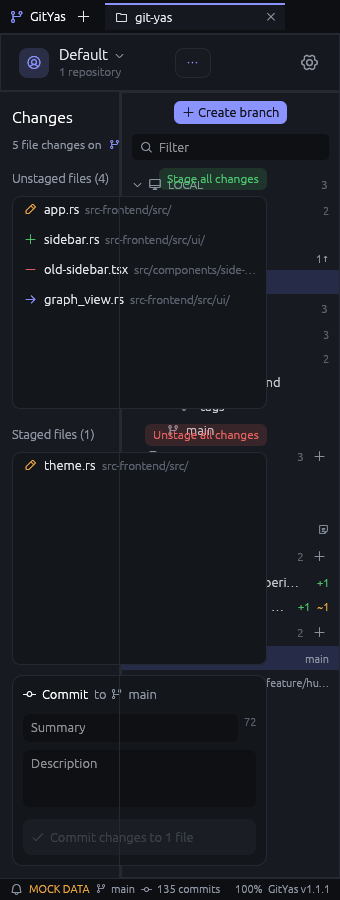 GitYas
git-yas
Default
1 repository
Create branch
Changes
5 file changes on
Filter
Unstaged files (4)
Stage all changes
LOCAL 3
app.rs src-frontend/src/ 2
sidebar.rs src-frontend/src/ui/
1↑
old-sidebar.tsx src/components/side-...
graph_view.rs src-frontend/src/ui/
3
3
2
nd
tags
main
Staged files (1)
Unstage all changes
3
theme.rs src-frontend/src/
2
peri... +1
... +1 ~1
2
main
feature/hu...
Commit to main
Summary 72
Description
Commit changes to 1 file
MOCK DATA main 135 commits 100% GitYas v1.1.1